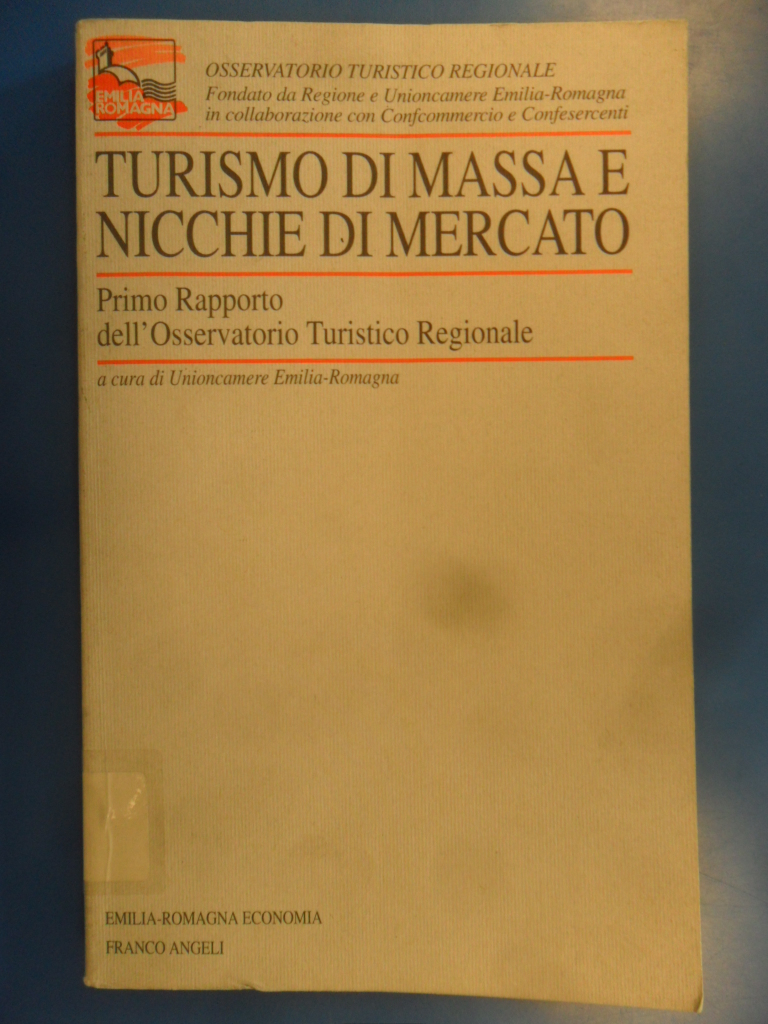 EMILIA
ROMAGNA
OSSERVATORIO TURISTICO REGIONALE
Fondato da Regione e Unioncamere Emilia-Romagna
in collaborazione con Confcommercio e Confesercenti
TURISMO DI MASSA E
NICCHIE DI MERCATO
Primo Rapporto
dell'Osservatorio Turistico Regionale
a cura di Unioncamere Emilia-Romagna
EMILIA-ROMAGNA ECONOMIA
FRANCO ANGELI